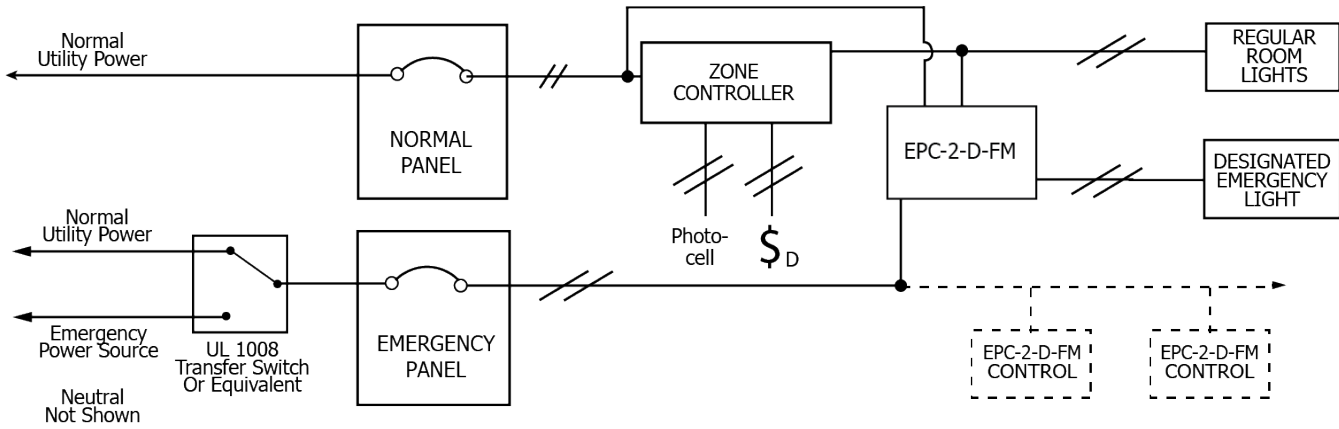 Normal
Utility Power
NORMAL
PANEL
ZONE
CONTROLLER
Photo-
cell
$ D
EPC-2-D-FM
REGULAR
ROOM
LIGHTS
DESIGNATED
EMERGENCY
LIGHT
Normal
Utility Power
Emergency
Power Source
UL 1008
Transfer Switch
Or Equivalent
EMERGENCY
PANEL
EPC-2-D-FM
CONTROL
EPC-2-D-FM
CONTROL
Neutral
Not Shown